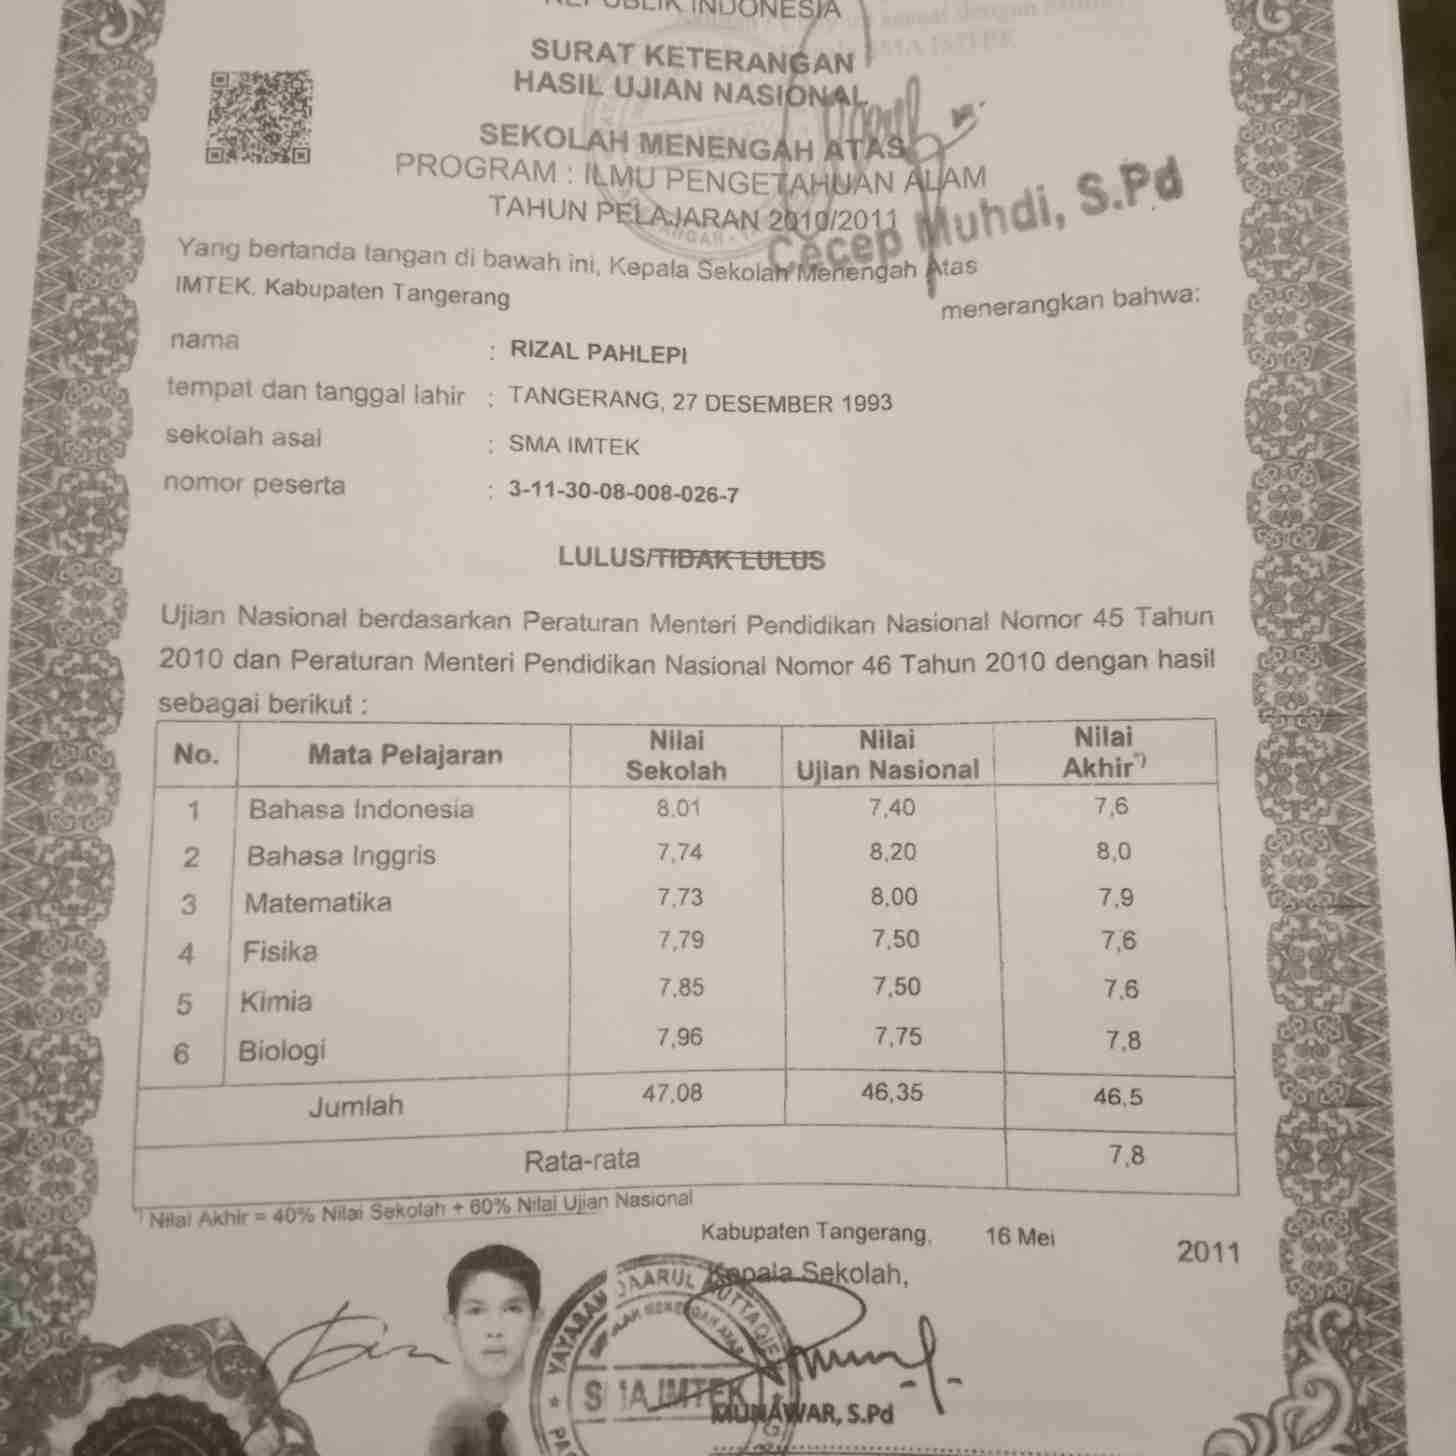 REPUBLIK INDONESIA
SURAT KETERANGAN
HASIL UJIAN NASIONAL
SEKOLAH MENENGAH ATAS
PROGRAM : ILMU PENGETAHUAN ALAM
TAHUN PELAJARAN 2010/2011
SMA IMTEK
Cecep Muhdi, S.Pd
Yang bertanda tangan di bawah ini, Kepala Sekolah Menengah Atas
IMTEK. Kabupaten Tangerang menerangkan bahwa:
nama : RIZAL PAHLEPI
tempat dan tanggal lahir : TANGERANG, 27 DESEMBER 1993
sekolah asal : SMA IMTEK
nomor peserta : 3-11-30-08-008-026-7
LULUS/TIDAK LULUS
Ujian Nasional berdasarkan Peraturan Menteri Pendidikan Nasional Nomor 45 Tahun
2010 dan Peraturan Menteri Pendidikan Nasional Nomor 46 Tahun 2010 dengan hasil
sebagai berikut :
No. Mata Pelajaran Nilai Sekolah Nilai Ujian Nasional Nilai Akhir*)
1 Bahasa Indonesia 8,01 7,40 7,6
2 Bahasa Inggris 7,74 8,20 8,0
3 Matematika 7,73 8,00 7,9
4 Fisika 7,79 7,50 7,6
5 Kimia 7,85 7,50 7,6
6 Biologi 7,96 7,75 7,8
Jumlah 47,08 46,35 46,5
Rata-rata 7,8
*) Nilai Akhir = 40% Nilai Sekolah + 60% Nilai Ujian Nasional
Kabupaten Tangerang, 16 Mei 2011
Kepala Sekolah,
YAYASAN DAARUL MUTTAQIEN
SEKOLAH MENENGAH ATAS
SMA IMTEK
MUNAWAR, S.Pd